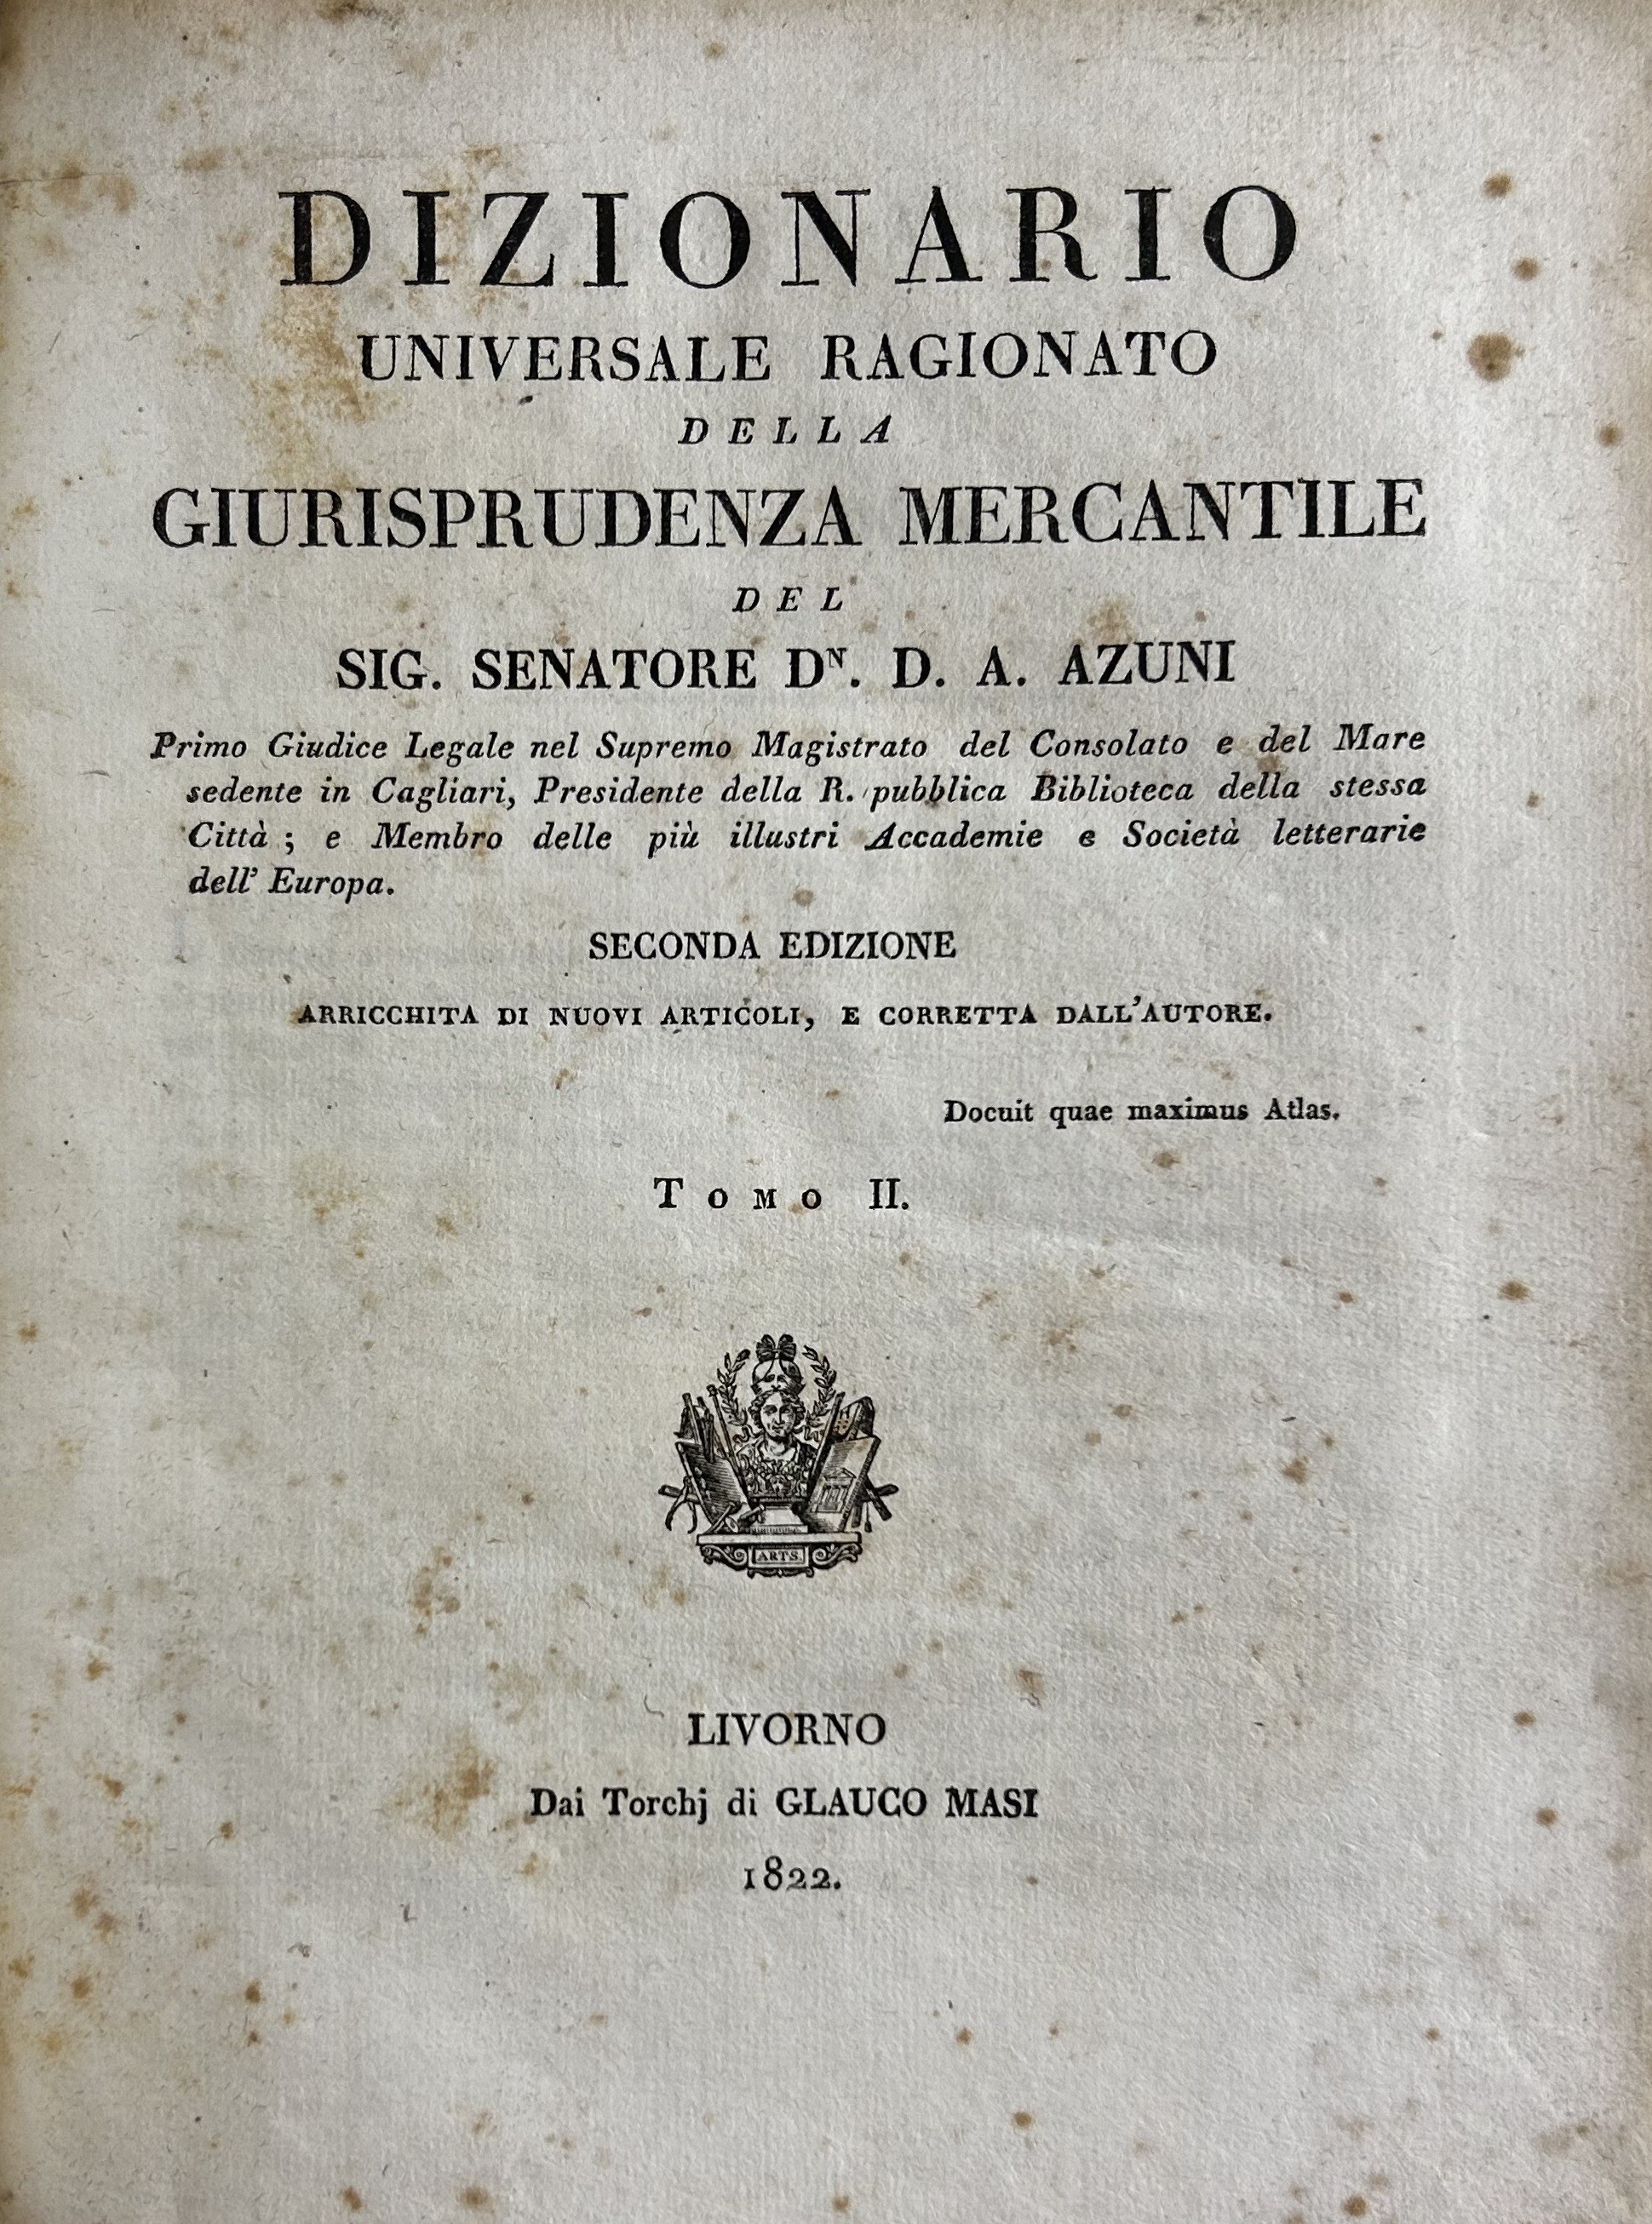 DIZIONARIO
UNIVERSALE RAGIONATO
DELLA
GIURISPRUDENZA MERCANTILE
DEL
SIG. SENATORE Dᴺ. D. A. AZUNI
Primo Giudice Legale nel Supremo Magistrato del Consolato e del Mare
sedente in Cagliari, Presidente della R. pubblica Biblioteca della stessa
Città ; e Membro delle più illustri Accademie e Società letterarie
dell' Europa.
SECONDA EDIZIONE
ARRICCHITA DI NUOVI ARTICOLI, E CORRETTA DALL'AUTORE.
Docuit quae maximus Atlas.
TOMO II.
ARTS
LIVORNO
Dai Torchj di GLAUCO MASI
1822.